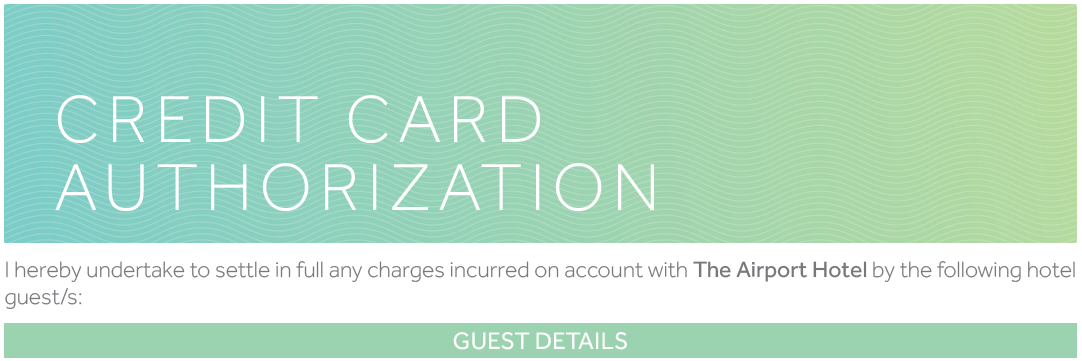 CREDIT CARD
AUTHORIZATION
I hereby undertake to settle in full any charges incurred on account with The Airport Hotel by the following hotel
guest/s:
GUEST DETAILS